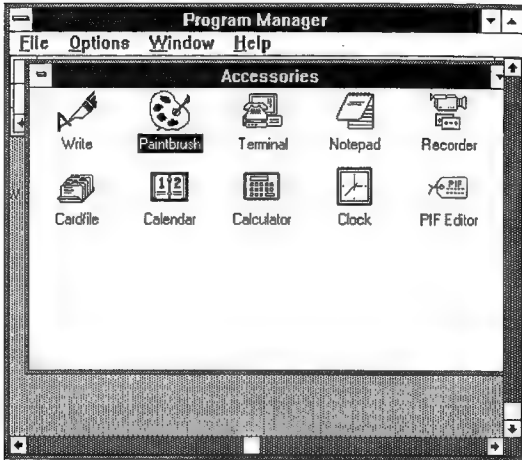 Program Manager
File Options Window Help
Accessories
Write Paintbrush Terminal Notepad Recorder
Cardfile Calendar Calculator Clock PIF Editor